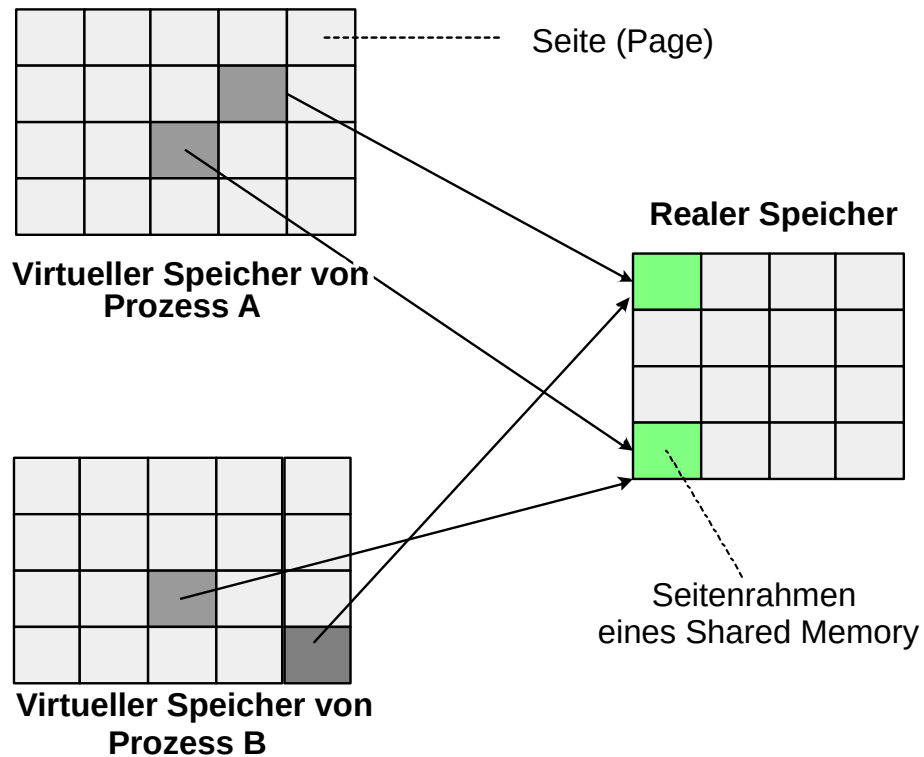 Seite (Page)
Realer Speicher
Virtueller Speicher von
Prozess A
Seitenrahmen
eines Shared Memory
Virtueller Speicher von
Prozess B